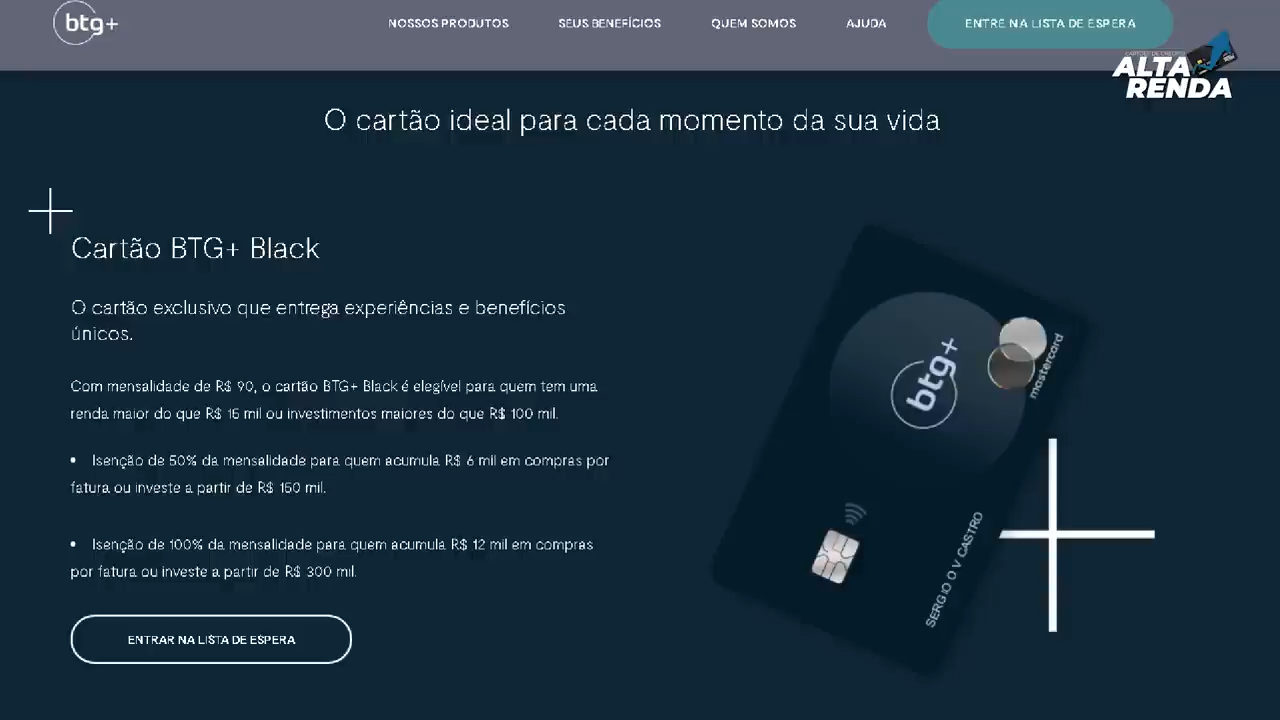 btg+
NOSSOS PRODUTOS
SEUS BENEFÍCIOS
QUEM SOMOS
AJUDA
ENTRE NA LISTA DE ESPERA
CARTÕES DE CRÉDITO
ALTA
RENDA
O cartão ideal para cada momento da sua vida
Cartão BTG+ Black
O cartão exclusivo que entrega experiências e benefícios
únicos.
Com mensalidade de R$ 90, o cartão BTG+ Black é elegível para quem tem uma
renda maior do que R$ 15 mil ou investimentos maiores do que R$ 100 mil.
• Isenção de 50% da mensalidade para quem acumula R$ 6 mil em compras por
fatura ou investe a partir de R$ 150 mil.
• Isenção de 100% da mensalidade para quem acumula R$ 12 mil em compras
por fatura ou investe a partir de R$ 300 mil.
ENTRAR NA LISTA DE ESPERA
btg+
mastercard
SERGIO O V CASTRO